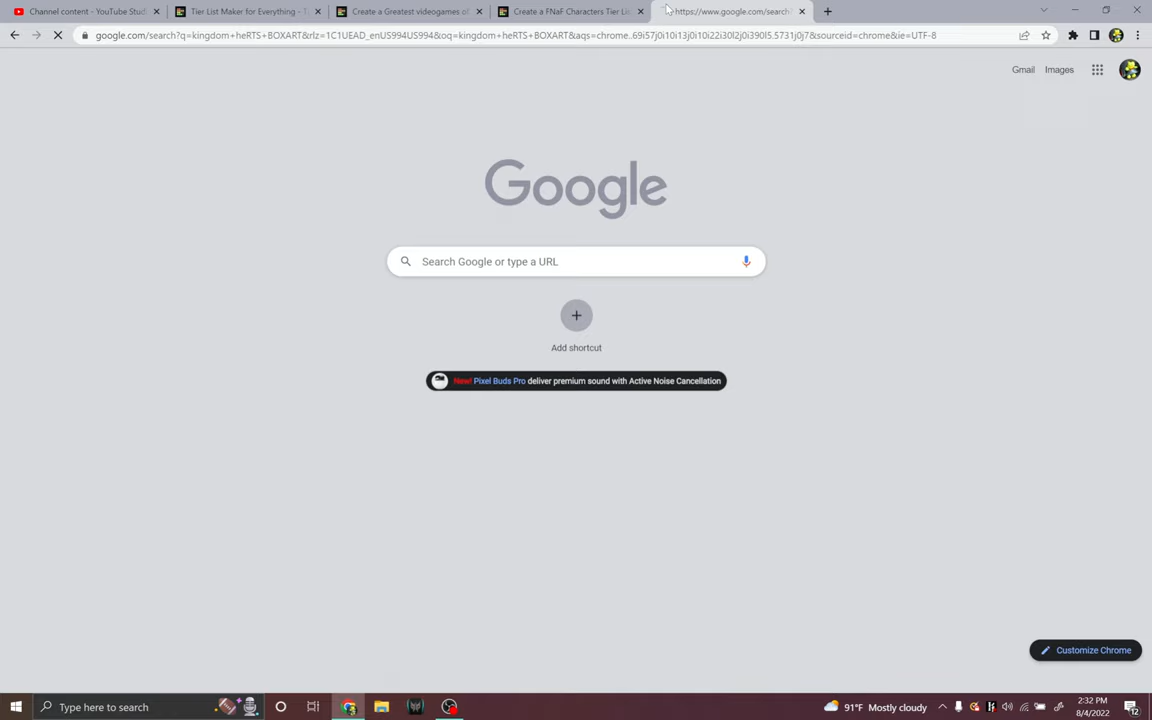 Channel content - YouTube Stud
Tier List Maker for Everything - T
Create a Greatest videogames of
Create a FNaF Characters Tier Lis
https://www.google.com/search?
google.com/search?q=kingdom+heRTS+BOXART&rlz=1C1UEAD_enUS994US994&oq=kingdom+heRTS+BOXART&aqs=chrome..69i57j0i10i13j0i10i22i30l2j0i390l5.5731j0j7&sourceid=chrome&ie=UTF-8
Gmail Images
Google
Search Google or type a URL
Add shortcut
New! Pixel Buds Pro deliver premium sound with Active Noise Cancellation
Customize Chrome
Type here to search
91°F Mostly cloudy
2:32 PM
8/4/2022
12